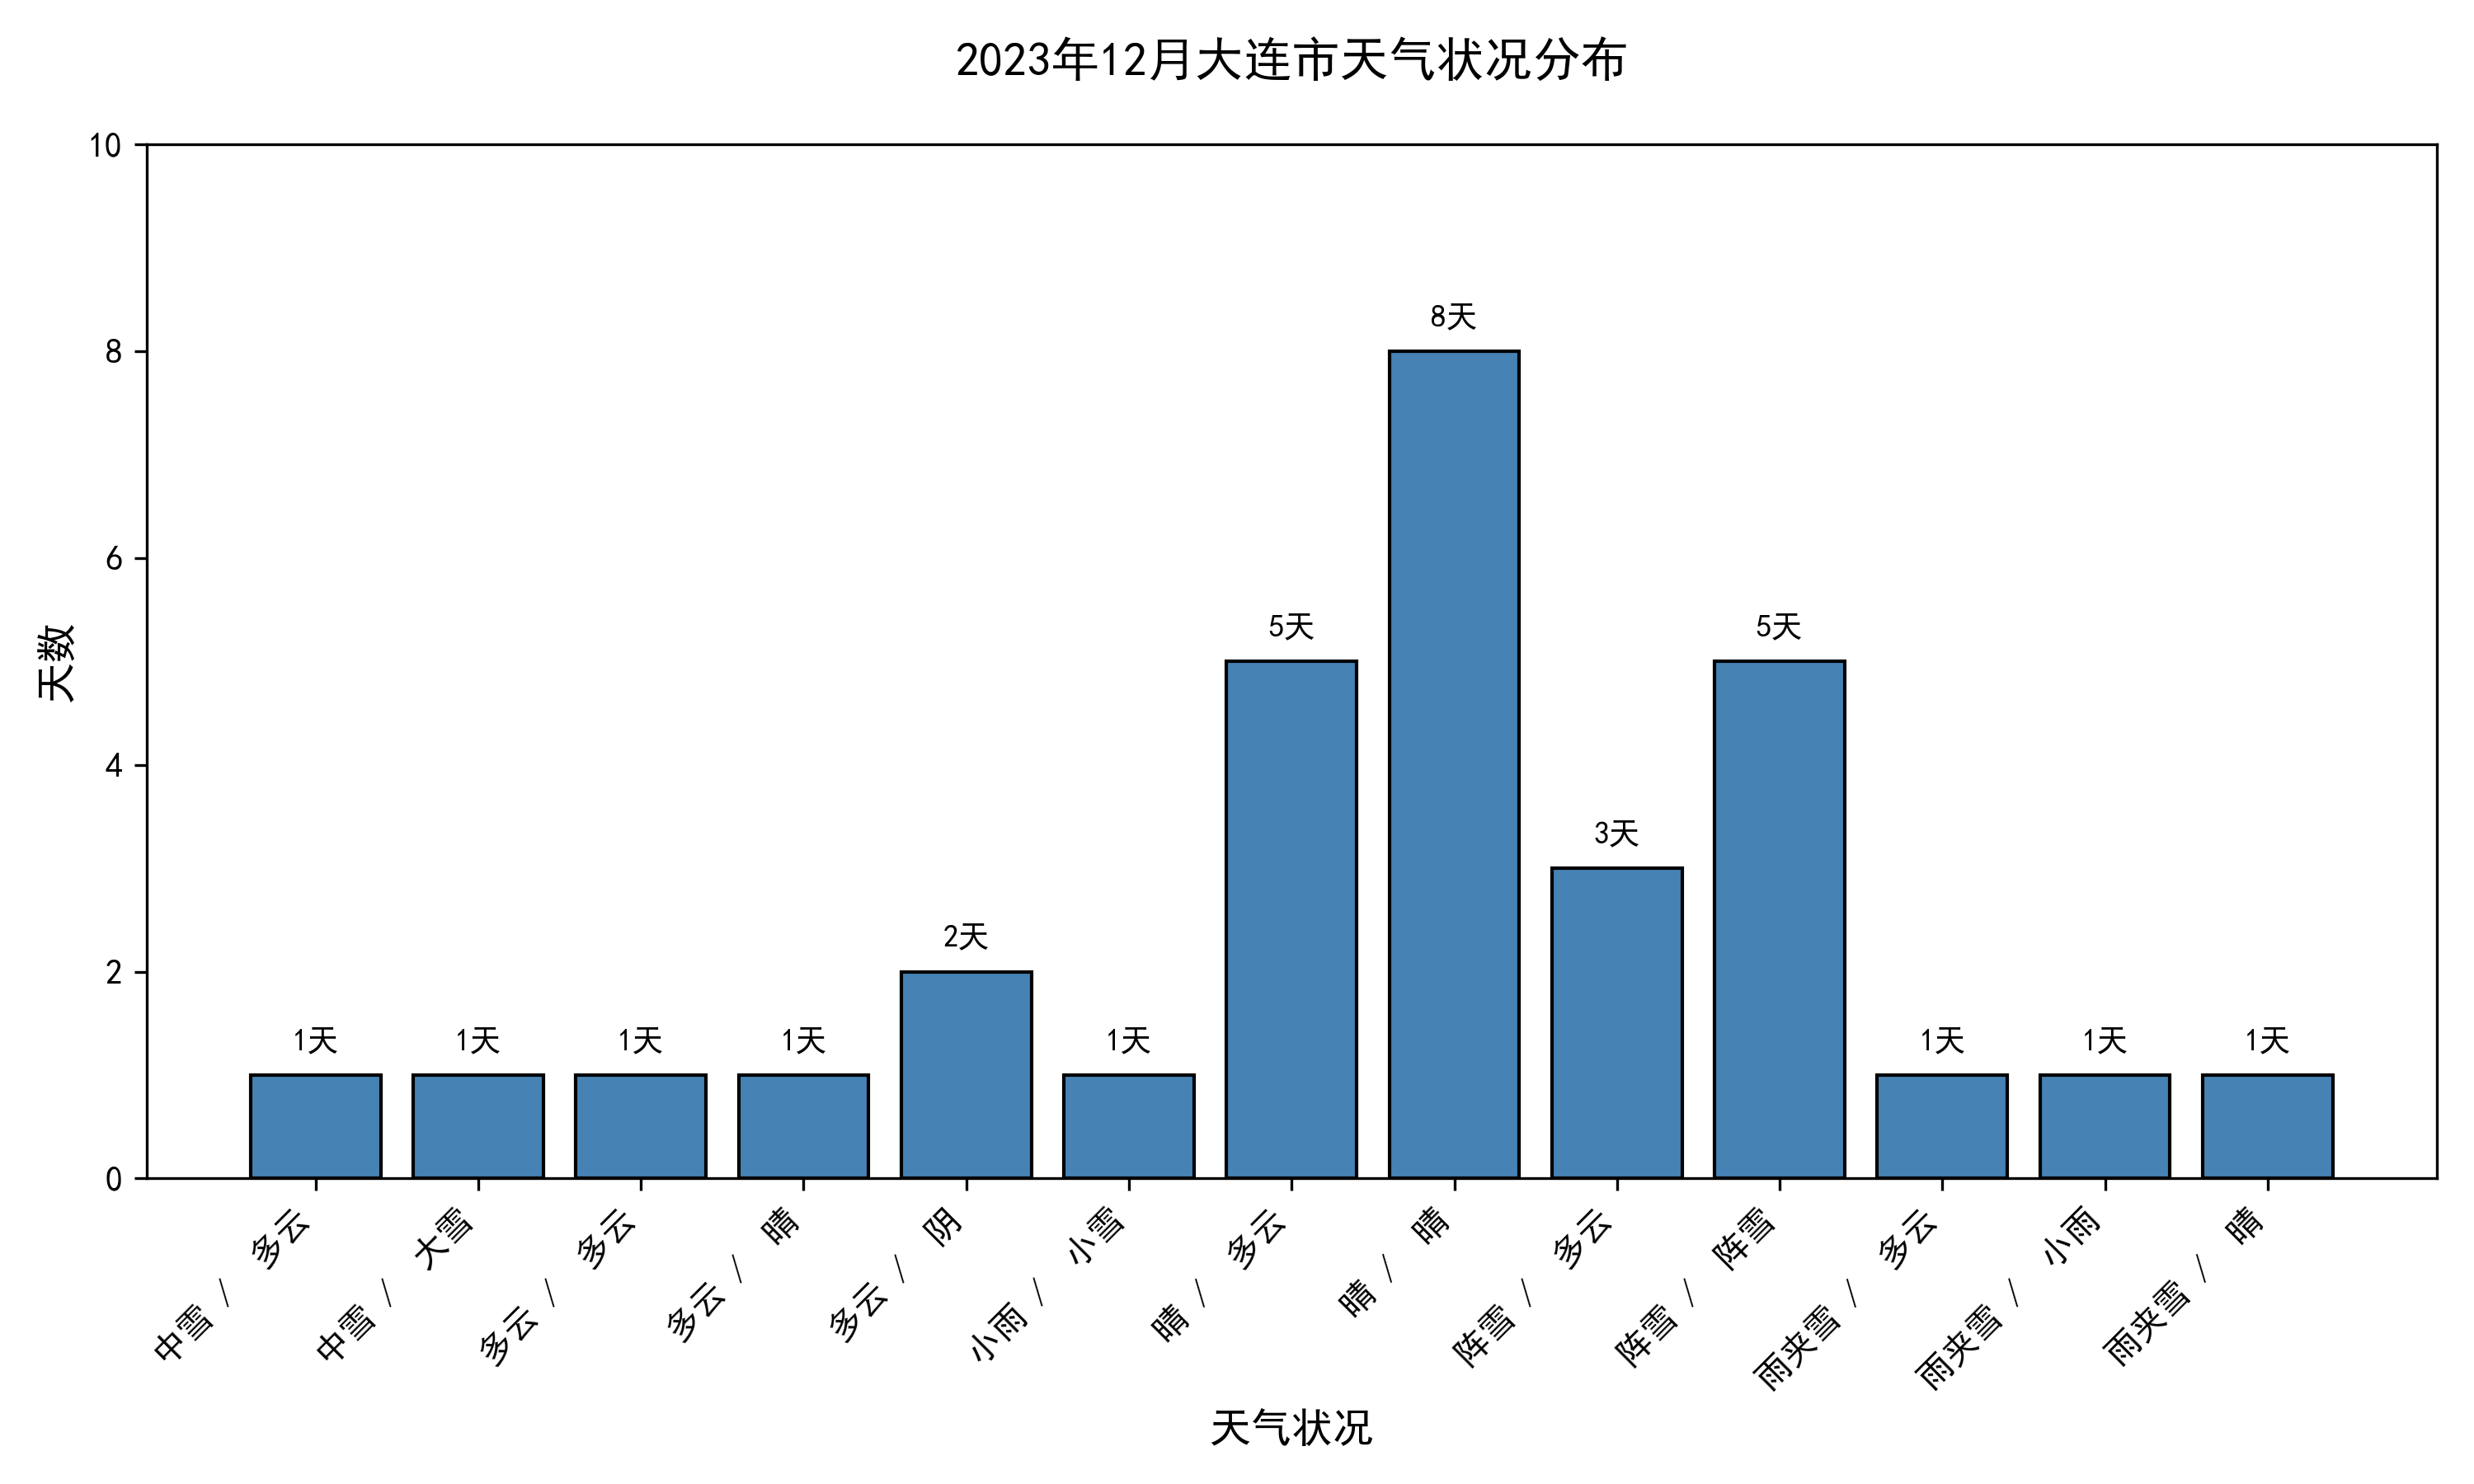 2023年12月大连市天气状况分布
10
8
6
4
2
0
天数
1天
1天
1天
1天
2天
1天
5天
8天
3天
5天
1天
1天
1天
中雪 / 多云
中雪 / 大雪
多云 / 多云
多云 / 晴
多云 / 阴
小雨 / 小雪
晴 / 多云
晴 / 晴
阵雪 / 多云
阵雪 / 阵雪
雨夹雪 / 多云
雨夹雪 / 小雨
雨夹雪 / 晴
天气状况